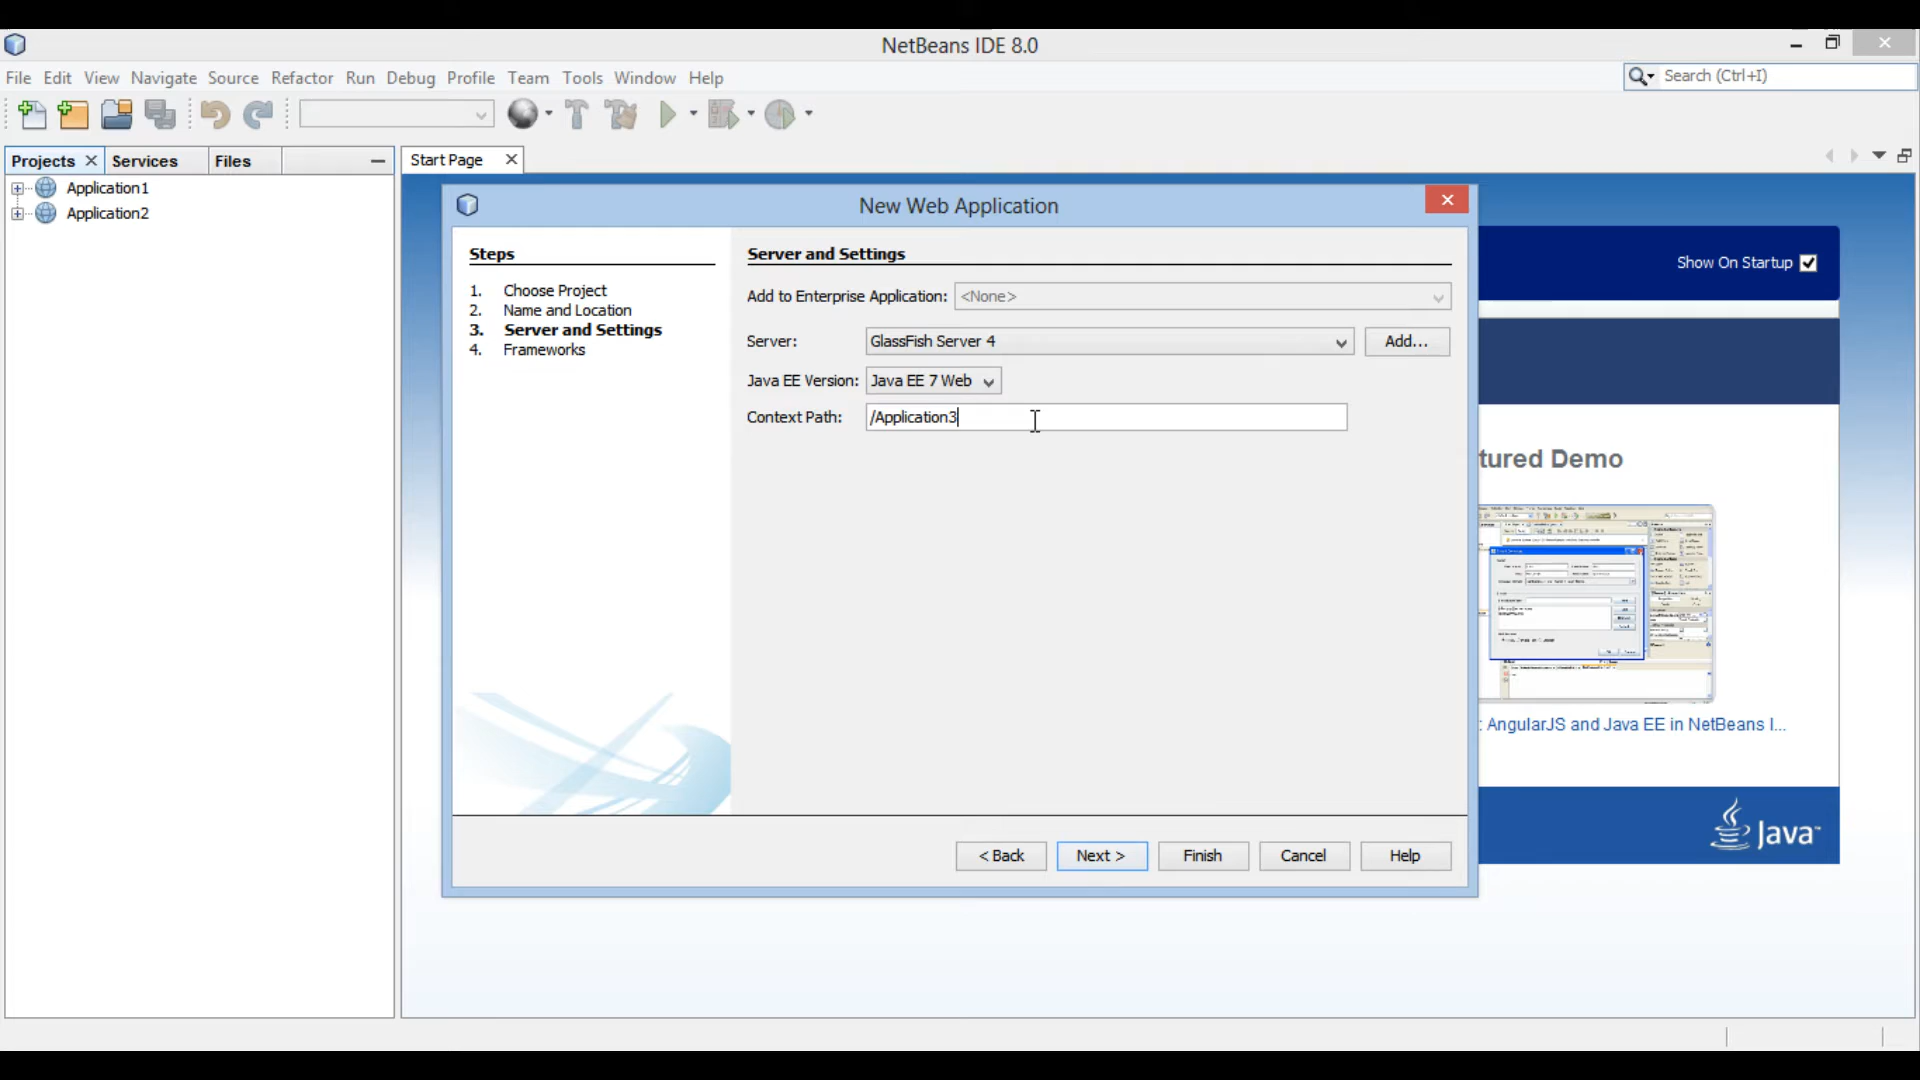 NetBeans IDE 8.0
File Edit View Navigate Source Refactor Run Debug Profile Team Tools Window Help
Search (Ctrl+I)
Projects Services Files
Start Page
Application1
Application2
New Web Application
Show On Startup
Steps
1. Choose Project
2. Name and Location
3. Server and Settings
4. Frameworks
Server and Settings
Add to Enterprise Application: <None>
Server: GlassFish Server 4 Add...
Java EE Version: Java EE 7 Web
Context Path: /Application3
tured Demo
: AngularJS and Java EE in NetBeans I...
Java™
< Back Next > Finish Cancel Help